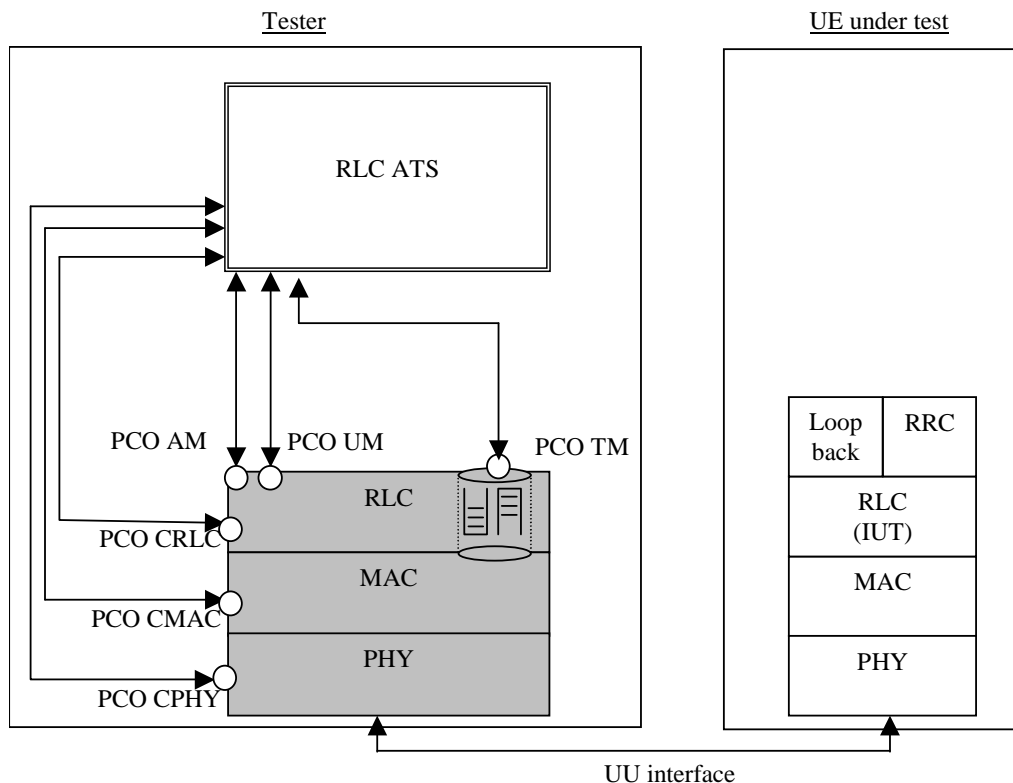 Tester
UE under test
RLC ATS
PCO AM
PCO UM
PCO TM
Loop
back
RRC
RLC
RLC
(IUT)
PCO CRLC
MAC
MAC
PCO CMAC
PHY
PHY
PCO CPHY
UU interface